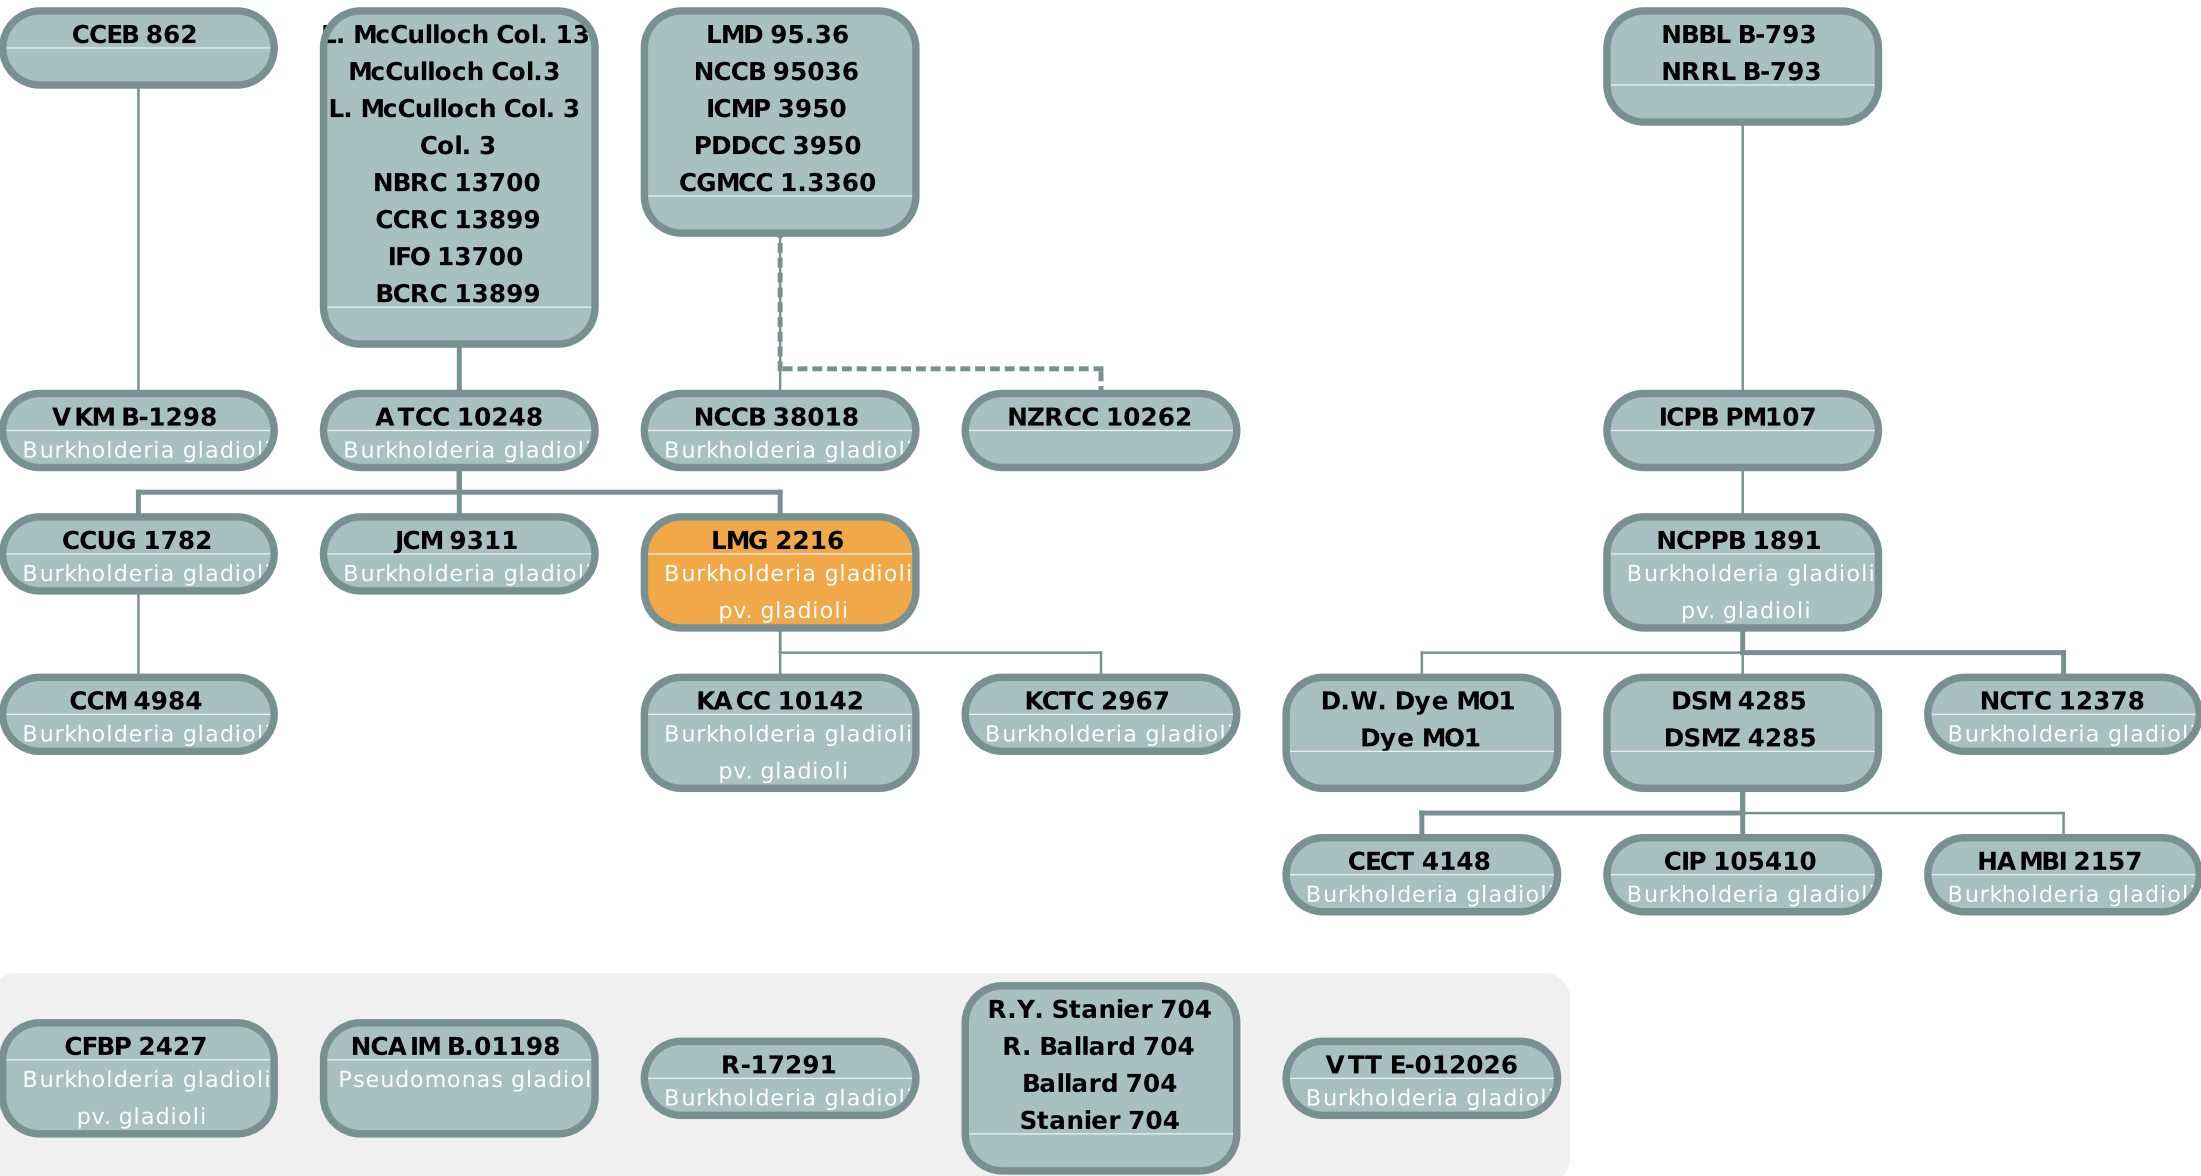 CCEB 862
L. McCulloch Col. 13
McCulloch Col.3
L. McCulloch Col. 3
Col. 3
NBRC 13700
CCRC 13899
IFO 13700
BCRC 13899
LMD 95.36
NCCB 95036
ICMP 3950
PDDCC 3950
CGMCC 1.3360
NBBL B-793
NRRL B-793
VKM B-1298
Burkholderia gladioli
ATCC 10248
Burkholderia gladioli
NCCB 38018
Burkholderia gladioli
NZRCC 10262
ICPB PM107
CCUG 1782
Burkholderia gladioli
JCM 9311
Burkholderia gladioli
LMG 2216
Burkholderia gladioli
pv. gladioli
NCPPB 1891
Burkholderia gladioli
pv. gladioli
CCM 4984
Burkholderia gladioli
KACC 10142
Burkholderia gladioli
pv. gladioli
KCTC 2967
Burkholderia gladioli
D.W. Dye MO1
Dye MO1
DSM 4285
DSMZ 4285
NCTC 12378
Burkholderia gladioli
CECT 4148
Burkholderia gladioli
CIP 105410
Burkholderia gladioli
HAMBI 2157
Burkholderia gladioli
CFBP 2427
Burkholderia gladioli
pv. gladioli
NCAIM B.01198
Pseudomonas gladiol
R-17291
Burkholderia gladioli
R.Y. Stanier 704
R. Ballard 704
Ballard 704
Stanier 704
VTT E-012026
Burkholderia gladioli